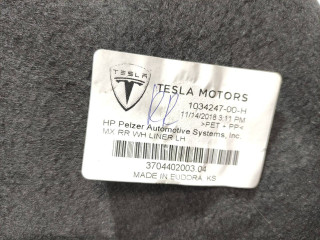 TESLA
TESLA MOTORS
1034247-00-H
11/14/2018 3:11 PM
>PET + PP<
HP Pelzer Automotive Systems, Inc.
MX RR WH LINER LH
3704402003 04
MADE IN EUDORA, KS